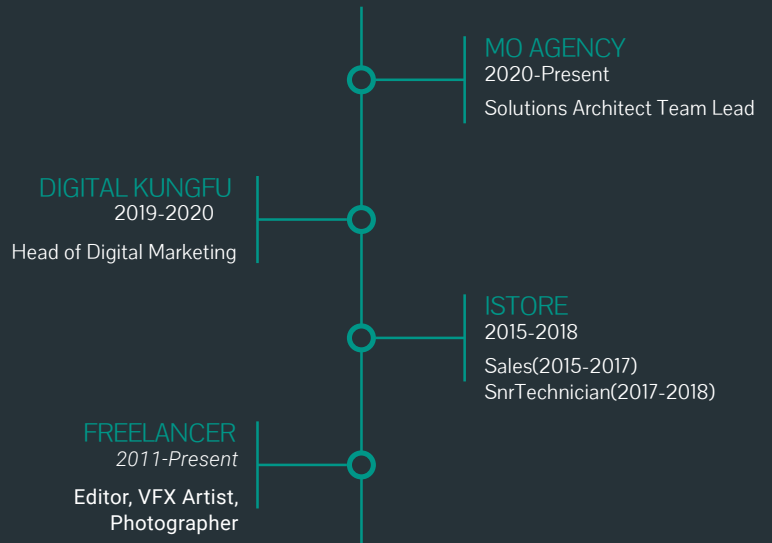 MO AGENCY
2020-Present
Solutions Architect Team Lead
DIGITAL KUNGFU
2019-2020
Head of Digital Marketing
ISTORE
2015-2018
Sales(2015-2017)
SnrTechnician(2017-2018)
FREELANCER
2011-Present
Editor, VFX Artist,
Photographer